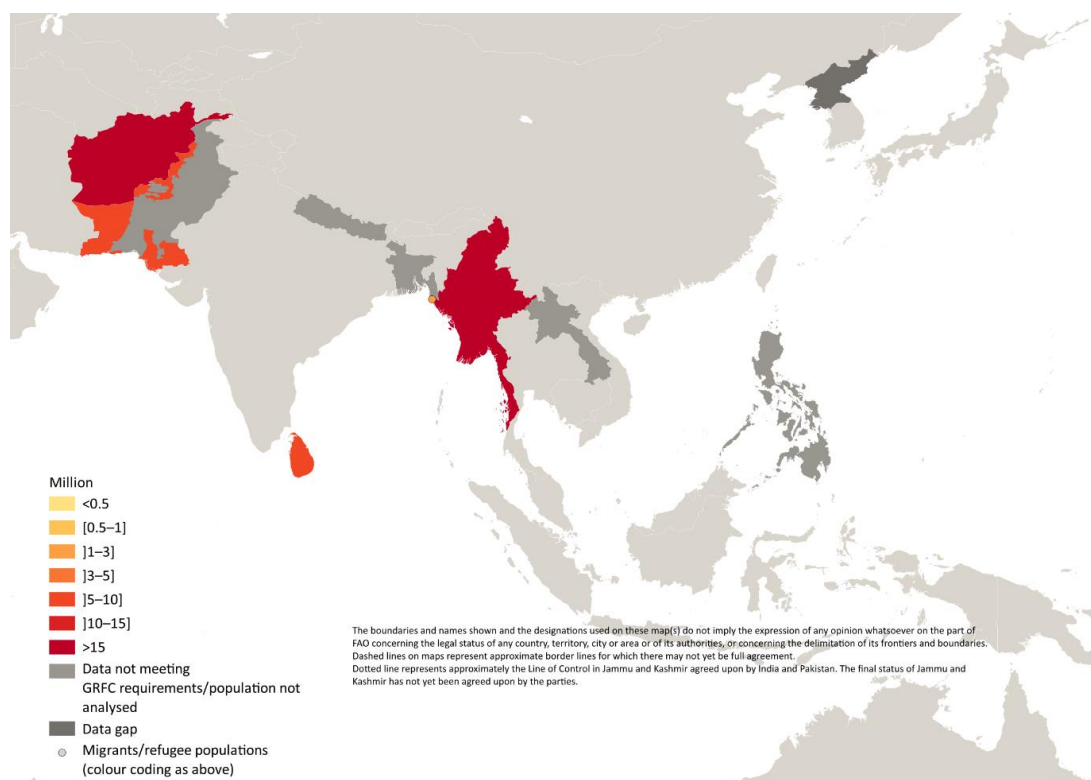 Million
<0.5
[0.5–1]
]1–3]
]3–5]
]5–10]
]10–15]
>15
Data not meeting
GRFC requirements/population not
analysed
Data gap
Migrants/refugee populations
(colour coding as above)
The boundaries and names shown and the designations used on these map(s) do not imply the expression of any opinion whatsoever on the part of
FAO concerning the legal status of any country, territory, city or area or of its authorities, or concerning the delimitation of its frontiers and boundaries.
Dashed lines on maps represent approximate border lines for which there may not yet be full agreement.
Dotted line represents approximately the Line of Control in Jammu and Kashmir agreed upon by India and Pakistan. The final status of Jammu and
Kashmir has not yet been agreed upon by the parties.